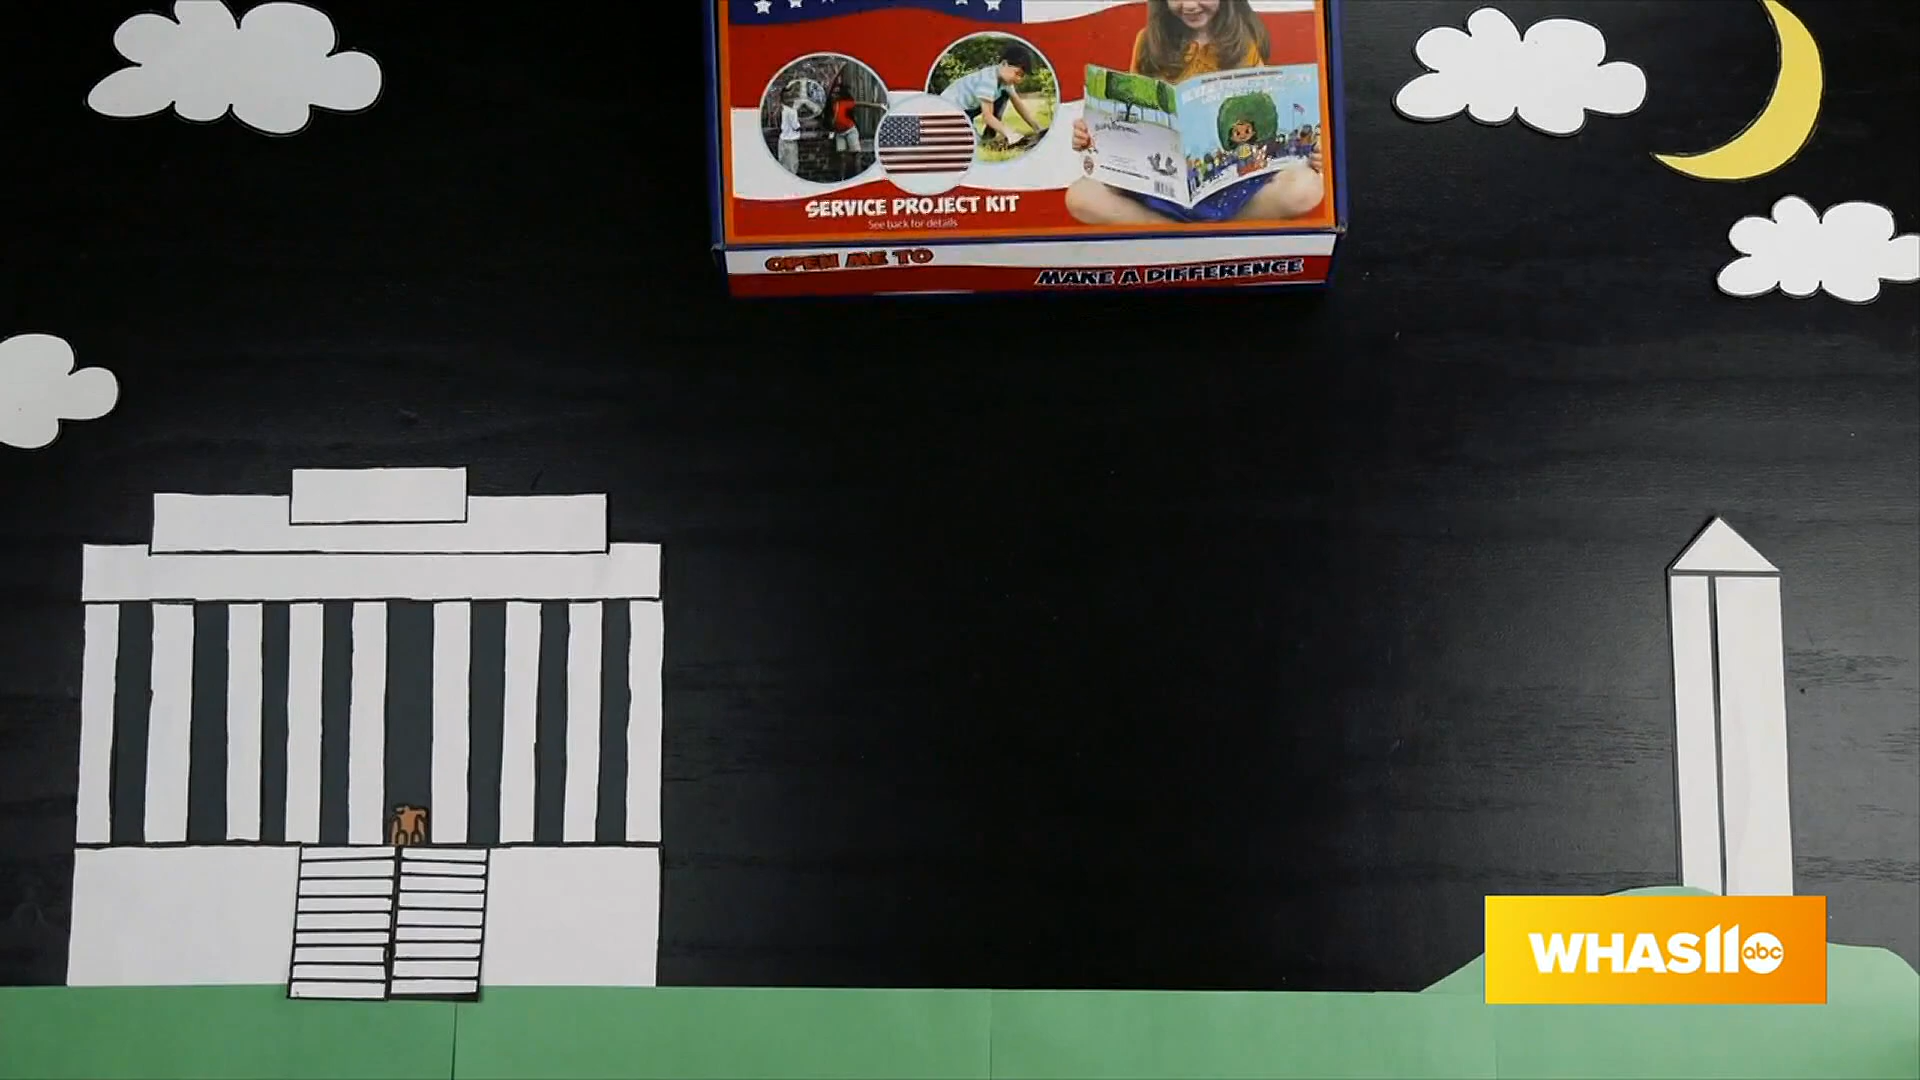 SERVICE PROJECT KIT
See back for details
OPEN ME TO
MAKE A DIFFERENCE
WHAS11 abc